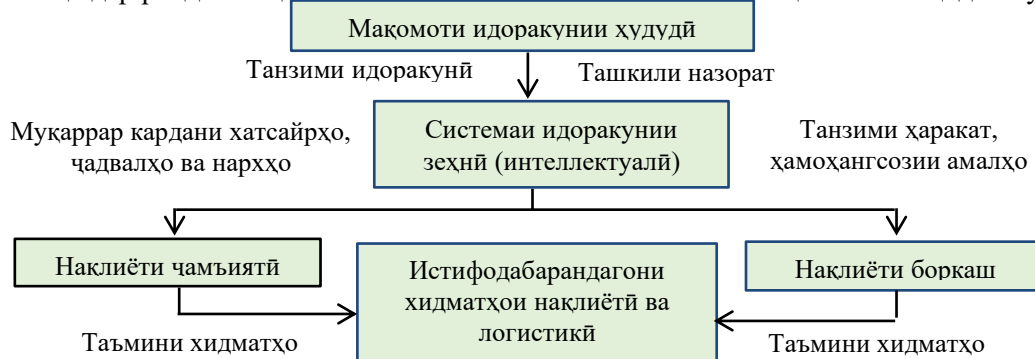 Мақомоти идоракунии ҳудудӣ
Танзими идоракунӣ
Ташкили назорат
Муқаррар кардани хатсайрҳо,
ҷадвалҳо ва нархҳо
Системаи идоракунии
зеҳнӣ (интеллектуалӣ)
Танзими ҳаракат,
ҳамоҳангсозии амалҳо
Нақлиёти ҷамъиятӣ
Истифодабарандагони
хидматҳои нақлиётӣ ва
логистикӣ
Нақлиёти боркаш
Таъмини хидматҳо
Таъмини хидматҳо